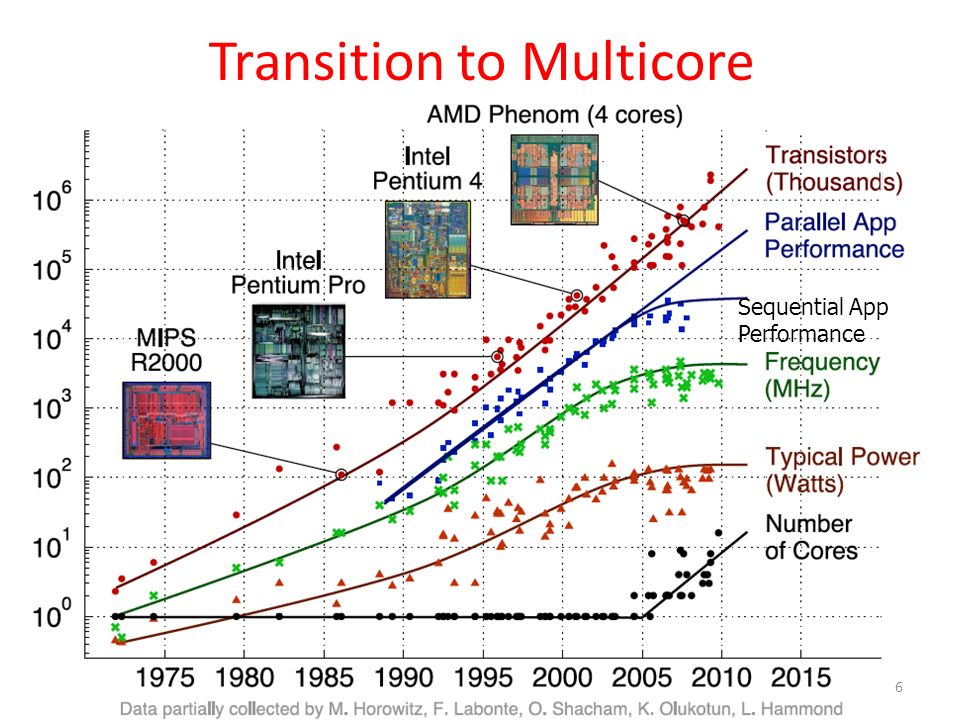 Transition to Multicore
AMD Phenom (4 cores)
Intel
Pentium 4
Intel
Pentium Pro
MIPS
R2000
Transistors
(Thousands)
Parallel App
Performance
Sequential App
Performance
Frequency
(MHz)
Typical Power
(Watts)
Number
of Cores
10^6
10^5
10^4
10^3
10^2
10^1
10^0
1975 1980 1985 1990 1995 2000 2005 2010 2015
6
Data partially collected by M. Horowitz, F. Labonte, O. Shacham, K. Olukotun, L. Hammond